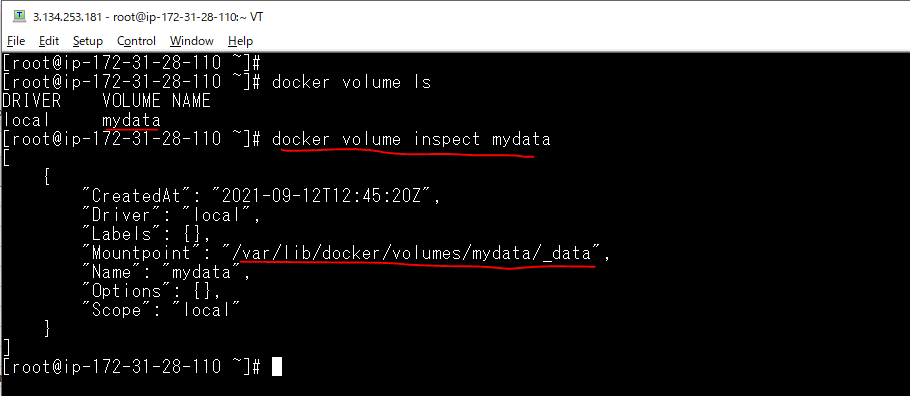 3.134.253.181 - root@ip-172-31-28-110:~ VT
File Edit Setup Control Window Help
[root@ip-172-31-28-110 ~]#
[root@ip-172-31-28-110 ~]# docker volume ls
DRIVER    VOLUME NAME
local     mydata
[root@ip-172-31-28-110 ~]# docker volume inspect mydata
[
    {
        "CreatedAt": "2021-09-12T12:45:20Z",
        "Driver": "local",
        "Labels": {},
        "Mountpoint": "/var/lib/docker/volumes/mydata/_data",
        "Name": "mydata",
        "Options": {},
        "Scope": "local"
    }
]
[root@ip-172-31-28-110 ~]#